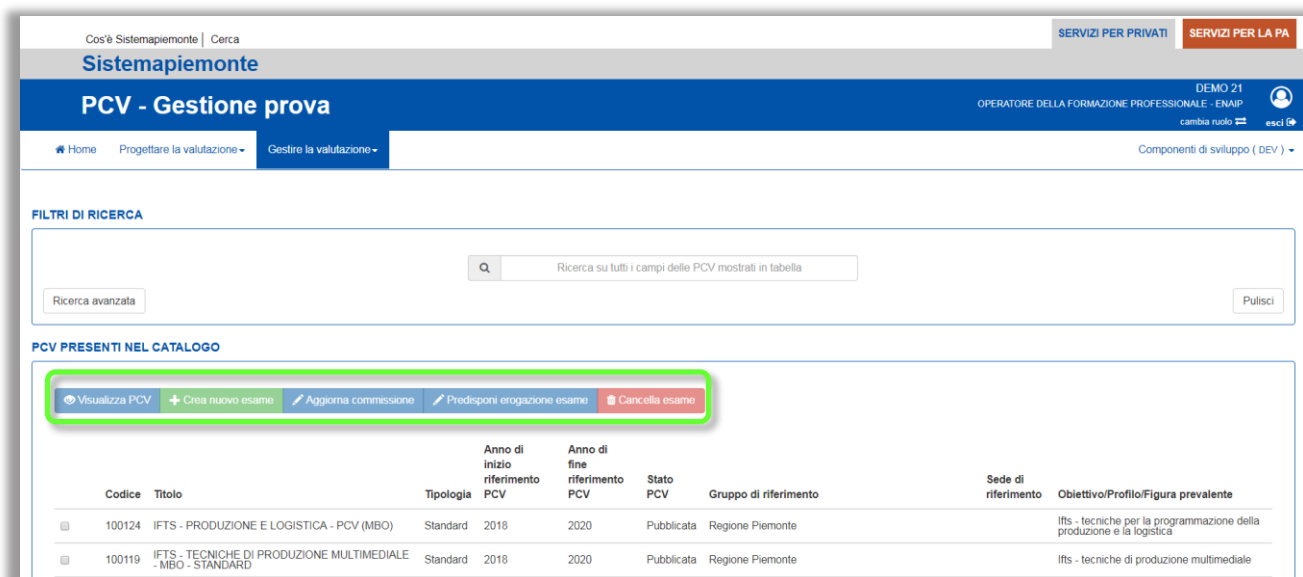 Cos'è Sistemapiemonte | Cerca
SERVIZI PER PRIVATI SERVIZI PER LA PA
Sistemapiemonte
PCV - Gestione prova
DEMO 21
OPERATORE DELLA FORMAZIONE PROFESSIONALE - ENAIP
cambia ruolo esci
Home Progettare la valutazione Gestire la valutazione Componenti di sviluppo ( DEV )
FILTRI DI RICERCA
Ricerca su tutti i campi delle PCV mostrati in tabella
Ricerca avanzata Pulisci
PCV PRESENTI NEL CATALOGO
Visualizza PCV Crea nuovo esame Aggiorna commissione Predisponi erogazione esame Cancella esame
Codice Titolo Tipologia Anno di inizio riferimento PCV Anno di fine riferimento PCV Stato PCV Gruppo di riferimento Sede di riferimento Obiettivo/Profilo/Figura prevalente
100124 IFTS - PRODUZIONE E LOGISTICA - PCV (MBO) Standard 2018 2020 Pubblicata Regione Piemonte Ifts - tecniche per la programmazione della produzione e la logistica
100119 IFTS - TECNICHE DI PRODUZIONE MULTIMEDIALE - MBO - STANDARD Standard 2018 2020 Pubblicata Regione Piemonte Ifts - tecniche di produzione multimediale